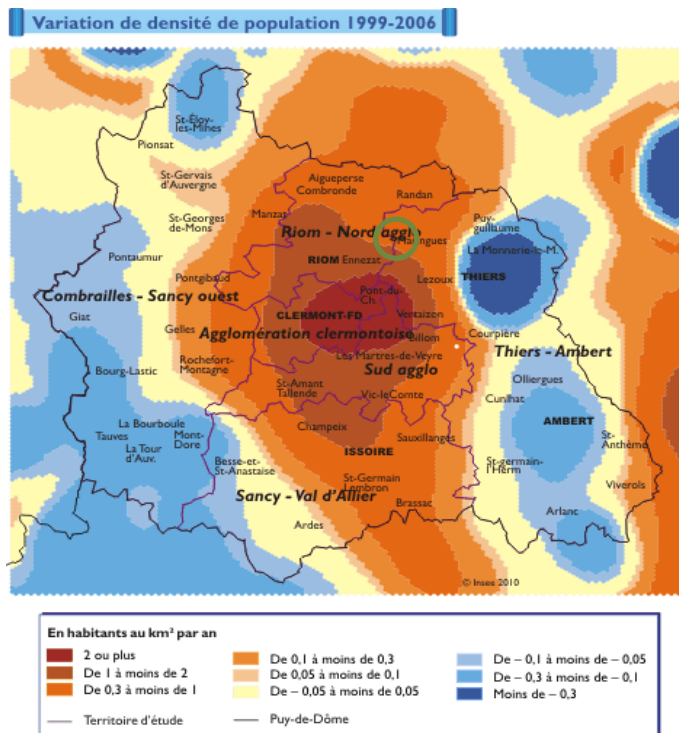 Variation de densité de population 1999-2006
St-Éloy-
les-Mines
Pionsat
St-Gervais
d'Auvergne
Aigueperse
Combronde
Randan
St-Georges
de-Mons
Manzat
Riom - Nord agglo
Maringues
Puy-
guillaume
La Monnerie-le-M.
RIOM Ennezat
Pontaumur
Pontgibaud
Lezoux
THIERS
Combrailles - Sancy ouest
Pont-du-
Ch.
Giat
CLERMONT-FD
Vertaizon
Gelles
Agglomération clermontoise
Billom
Courpière
Thiers - Ambert
Rochefort-
Montagne
Les Martres-de-Veyre
Sud agglo
Bourg-Lastic
St-Amant
Tallende
Vic-leComte
Olliergues
Cunlhat
La Bourboule
Tauves
Mont-
Dore
La Tour
d'Auv.
Champeix
Sauxillanges
AMBERT
St-
Anthème
ISSOIRE
Besse-et-
St-Anastaise
St-germain-
l'Herm
St-Germain
Lembron
Viverols
Sancy - Val d'Allier
Brassac
Arlanc
Ardes
© Insee 2010
En habitants au km² par an
2 ou plus
De 1 à moins de 2
De 0,3 à moins de 1
De 0,1 à moins de 0,3
De 0,05 à moins de 0,1
De – 0,05 à moins de 0,05
De – 0,1 à moins de – 0,05
De – 0,3 à moins de – 0,1
Moins de – 0,3
Territoire d'étude
Puy-de-Dôme